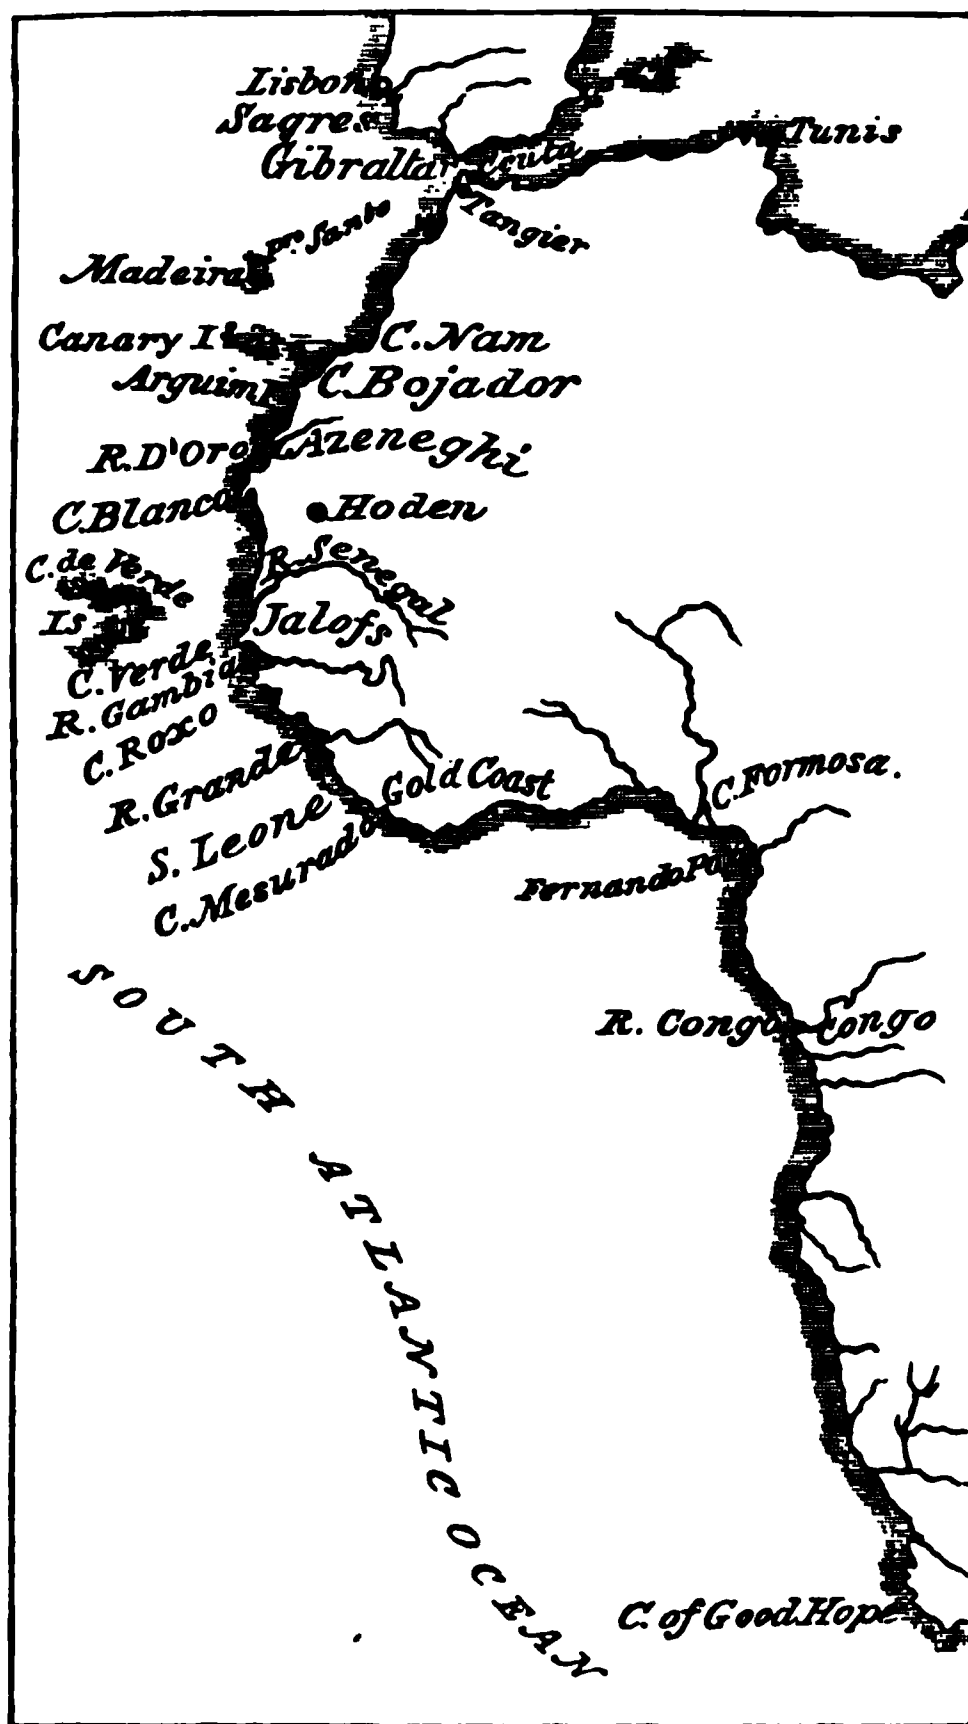 Lisbon
Sagres
Gibraltar
Ceuta
Tunis
Tangier
Pro. Santo
Madeira
Canary Is
C. Nam
Arguim
C. Bojador
R. D'Oro
Azeneghi
C. Blanca
Hoden
C. de Verde
Is
R. Senegal
Jalofs
C. Verde
R. Gambia
C. Roxo
R. Grande
Gold Coast
C. Formosa.
S. Leone
C. Mesurado
Fernando Po
R. Congo
Congo
SOUTH ATLANTIC OCEAN
C. of Good Hope